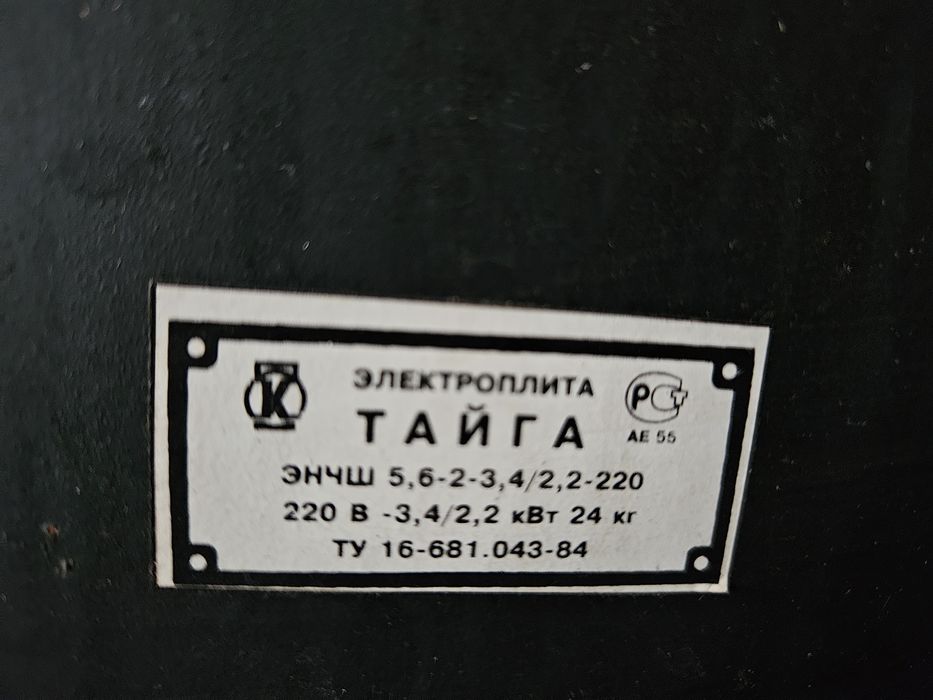 К
ЭЛЕКТРОПЛИТА
ТАЙГА
РСТ
АЕ 55
ЭНЧШ 5,6-2-3,4/2,2-220
220 В -3,4/2,2 кВт 24 кг
ТУ 16-681.043-84